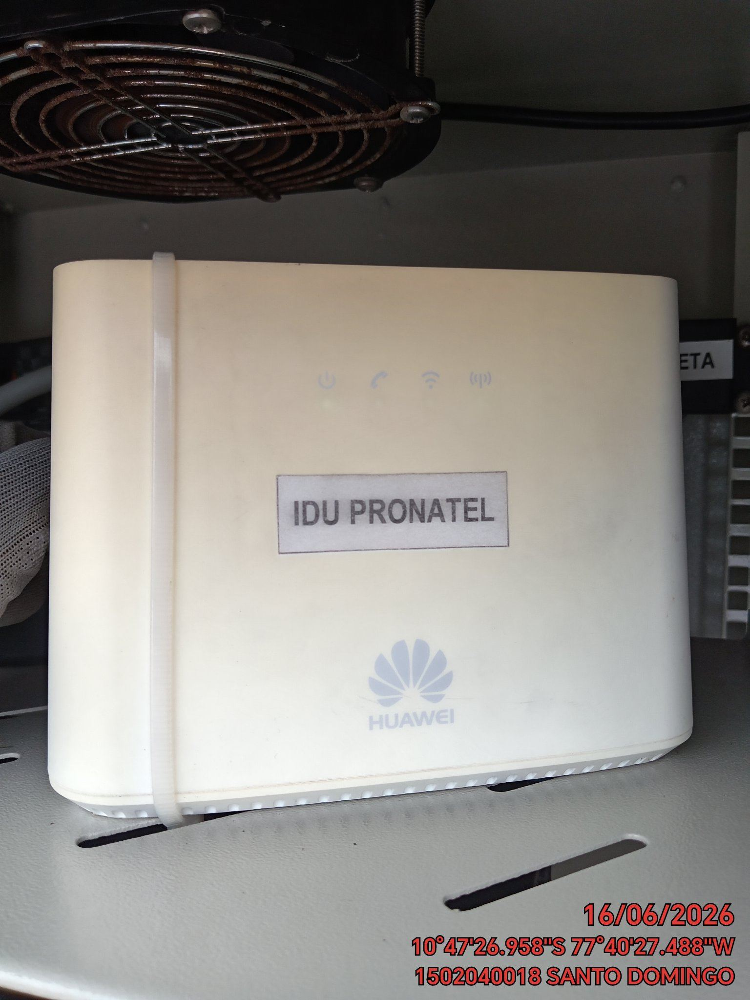 ETA
IDU PRONATEL
HUAWEI
16/06/2026
10°47'26.958"S 77°40'27.488"W
1502040018 SANTO DOMINGO